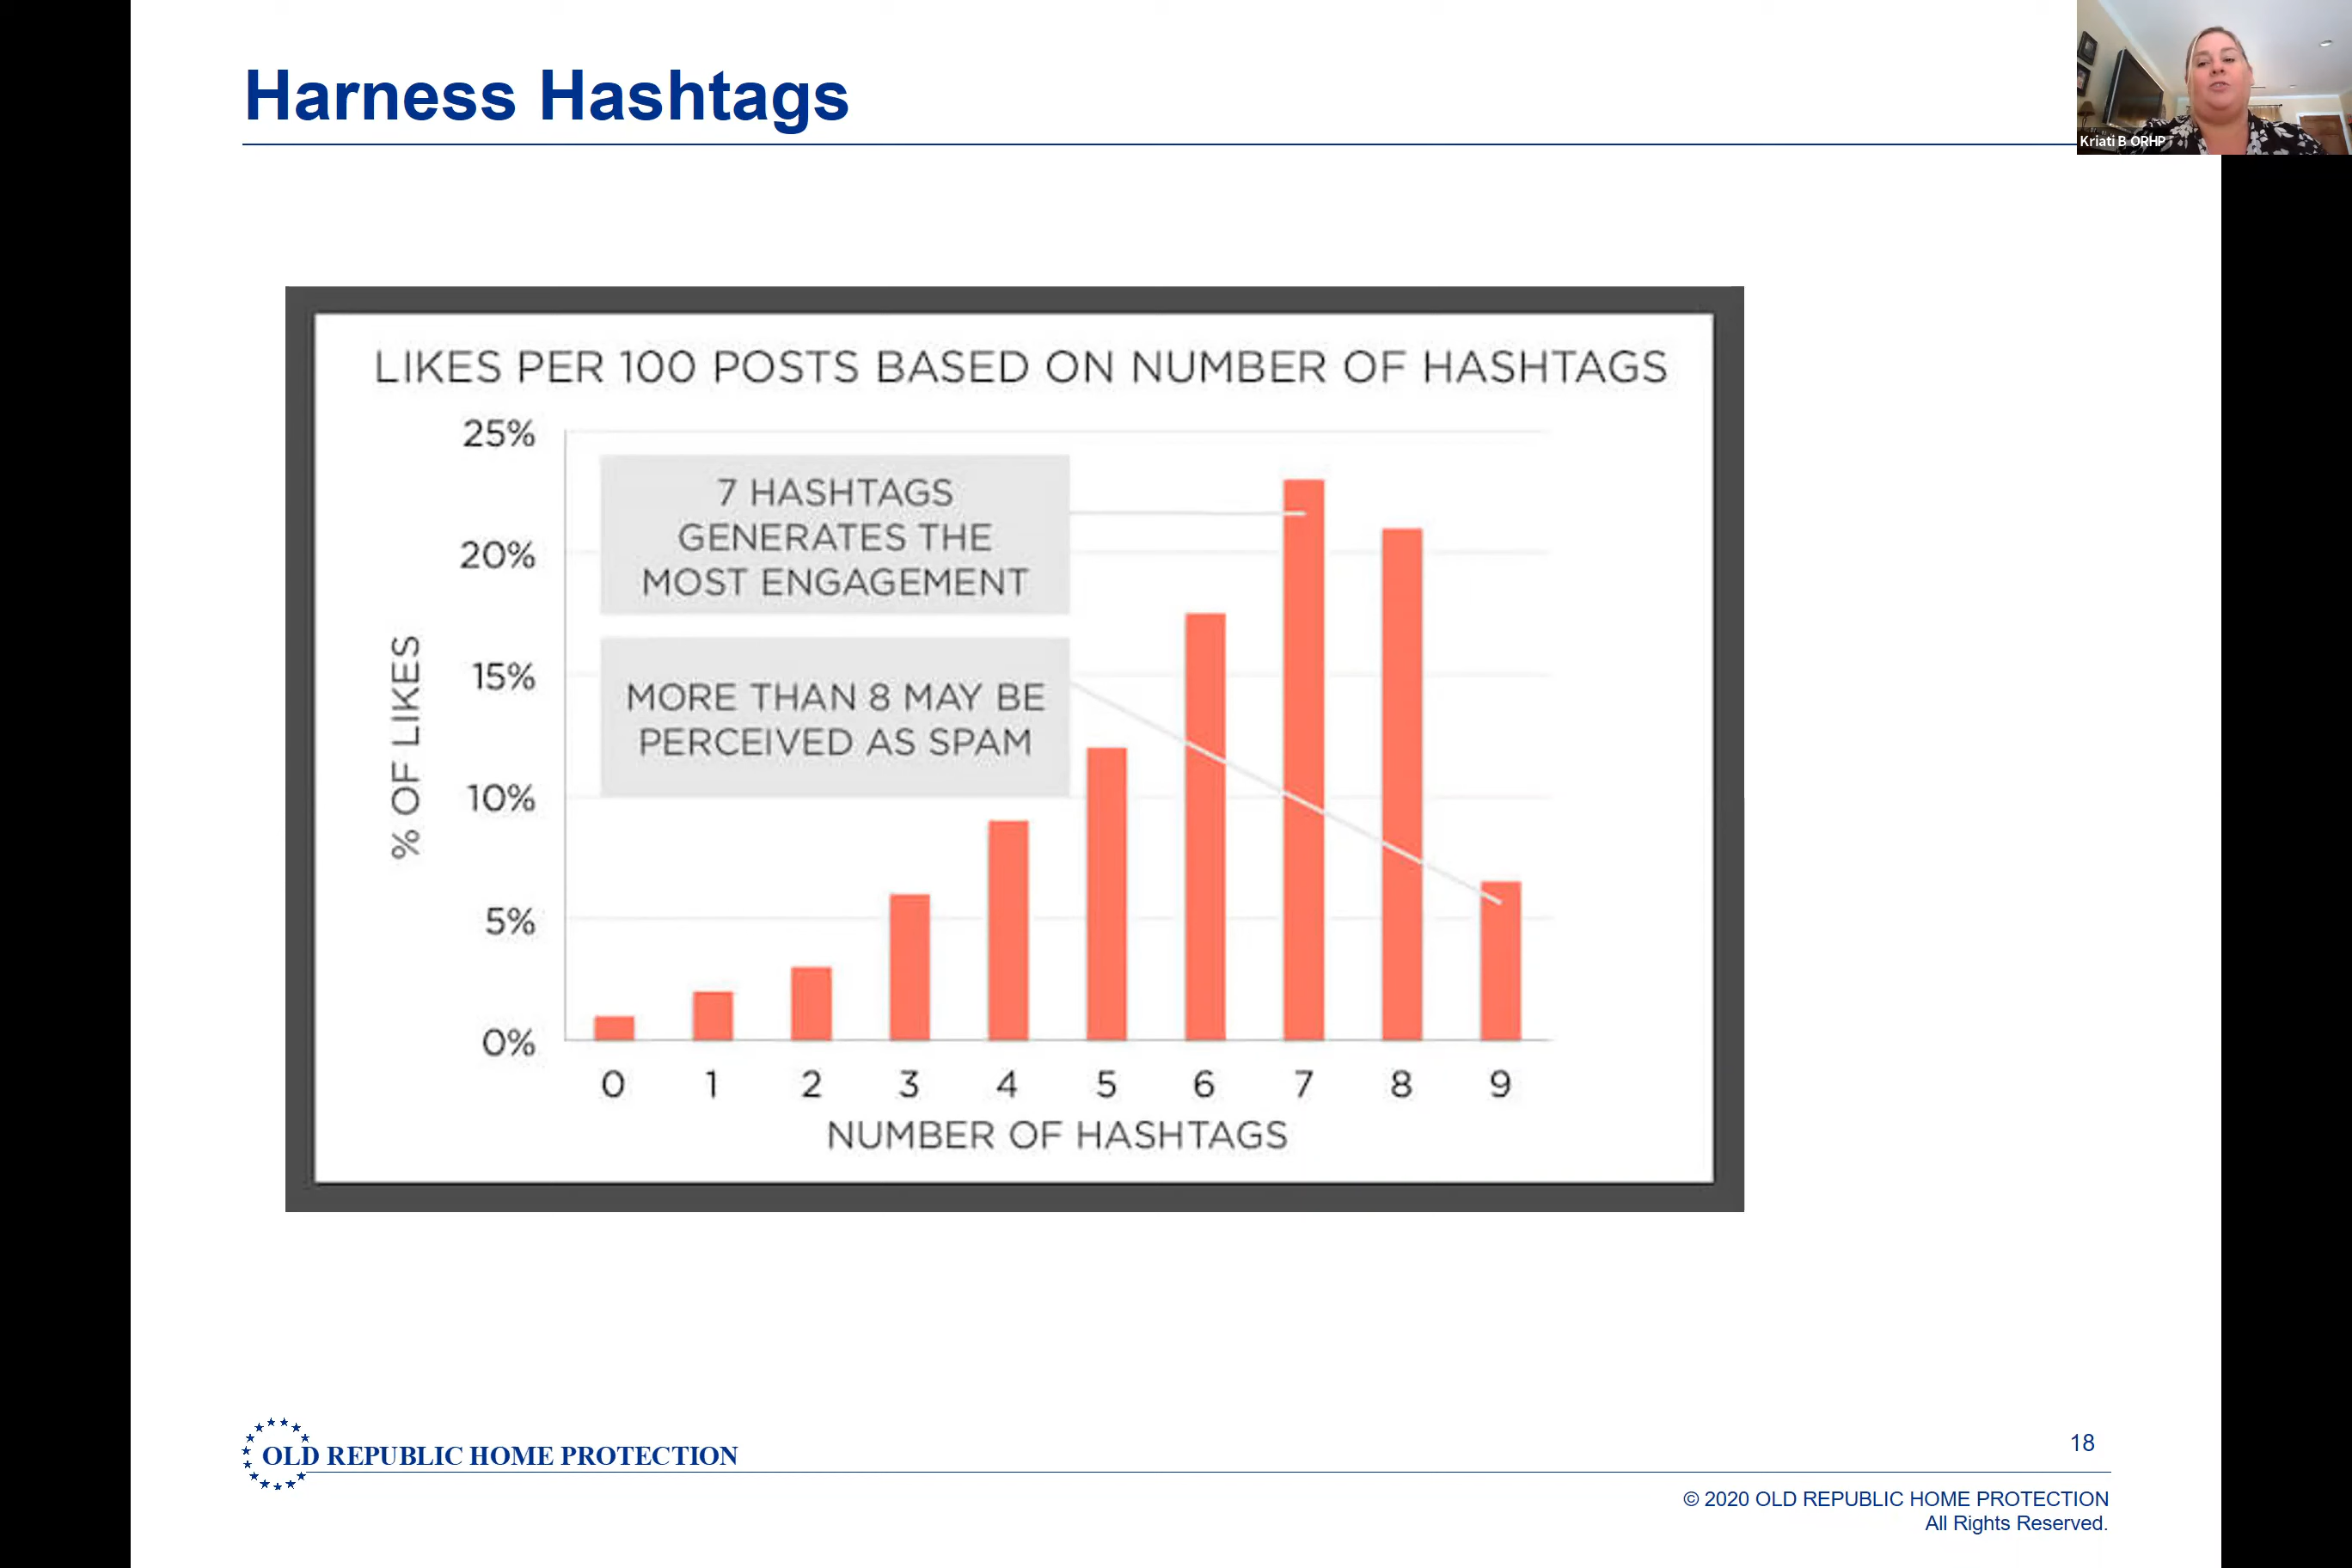 Harness Hashtags
Kriati B ORHP
LIKES PER 100 POSTS BASED ON NUMBER OF HASHTAGS
25%
20%
15%
10%
5%
0%
% OF LIKES
7 HASHTAGS
GENERATES THE
MOST ENGAGEMENT
MORE THAN 8 MAY BE
PERCEIVED AS SPAM
0 1 2 3 4 5 6 7 8 9
NUMBER OF HASHTAGS
OLD REPUBLIC HOME PROTECTION
18
© 2020 OLD REPUBLIC HOME PROTECTION
All Rights Reserved.